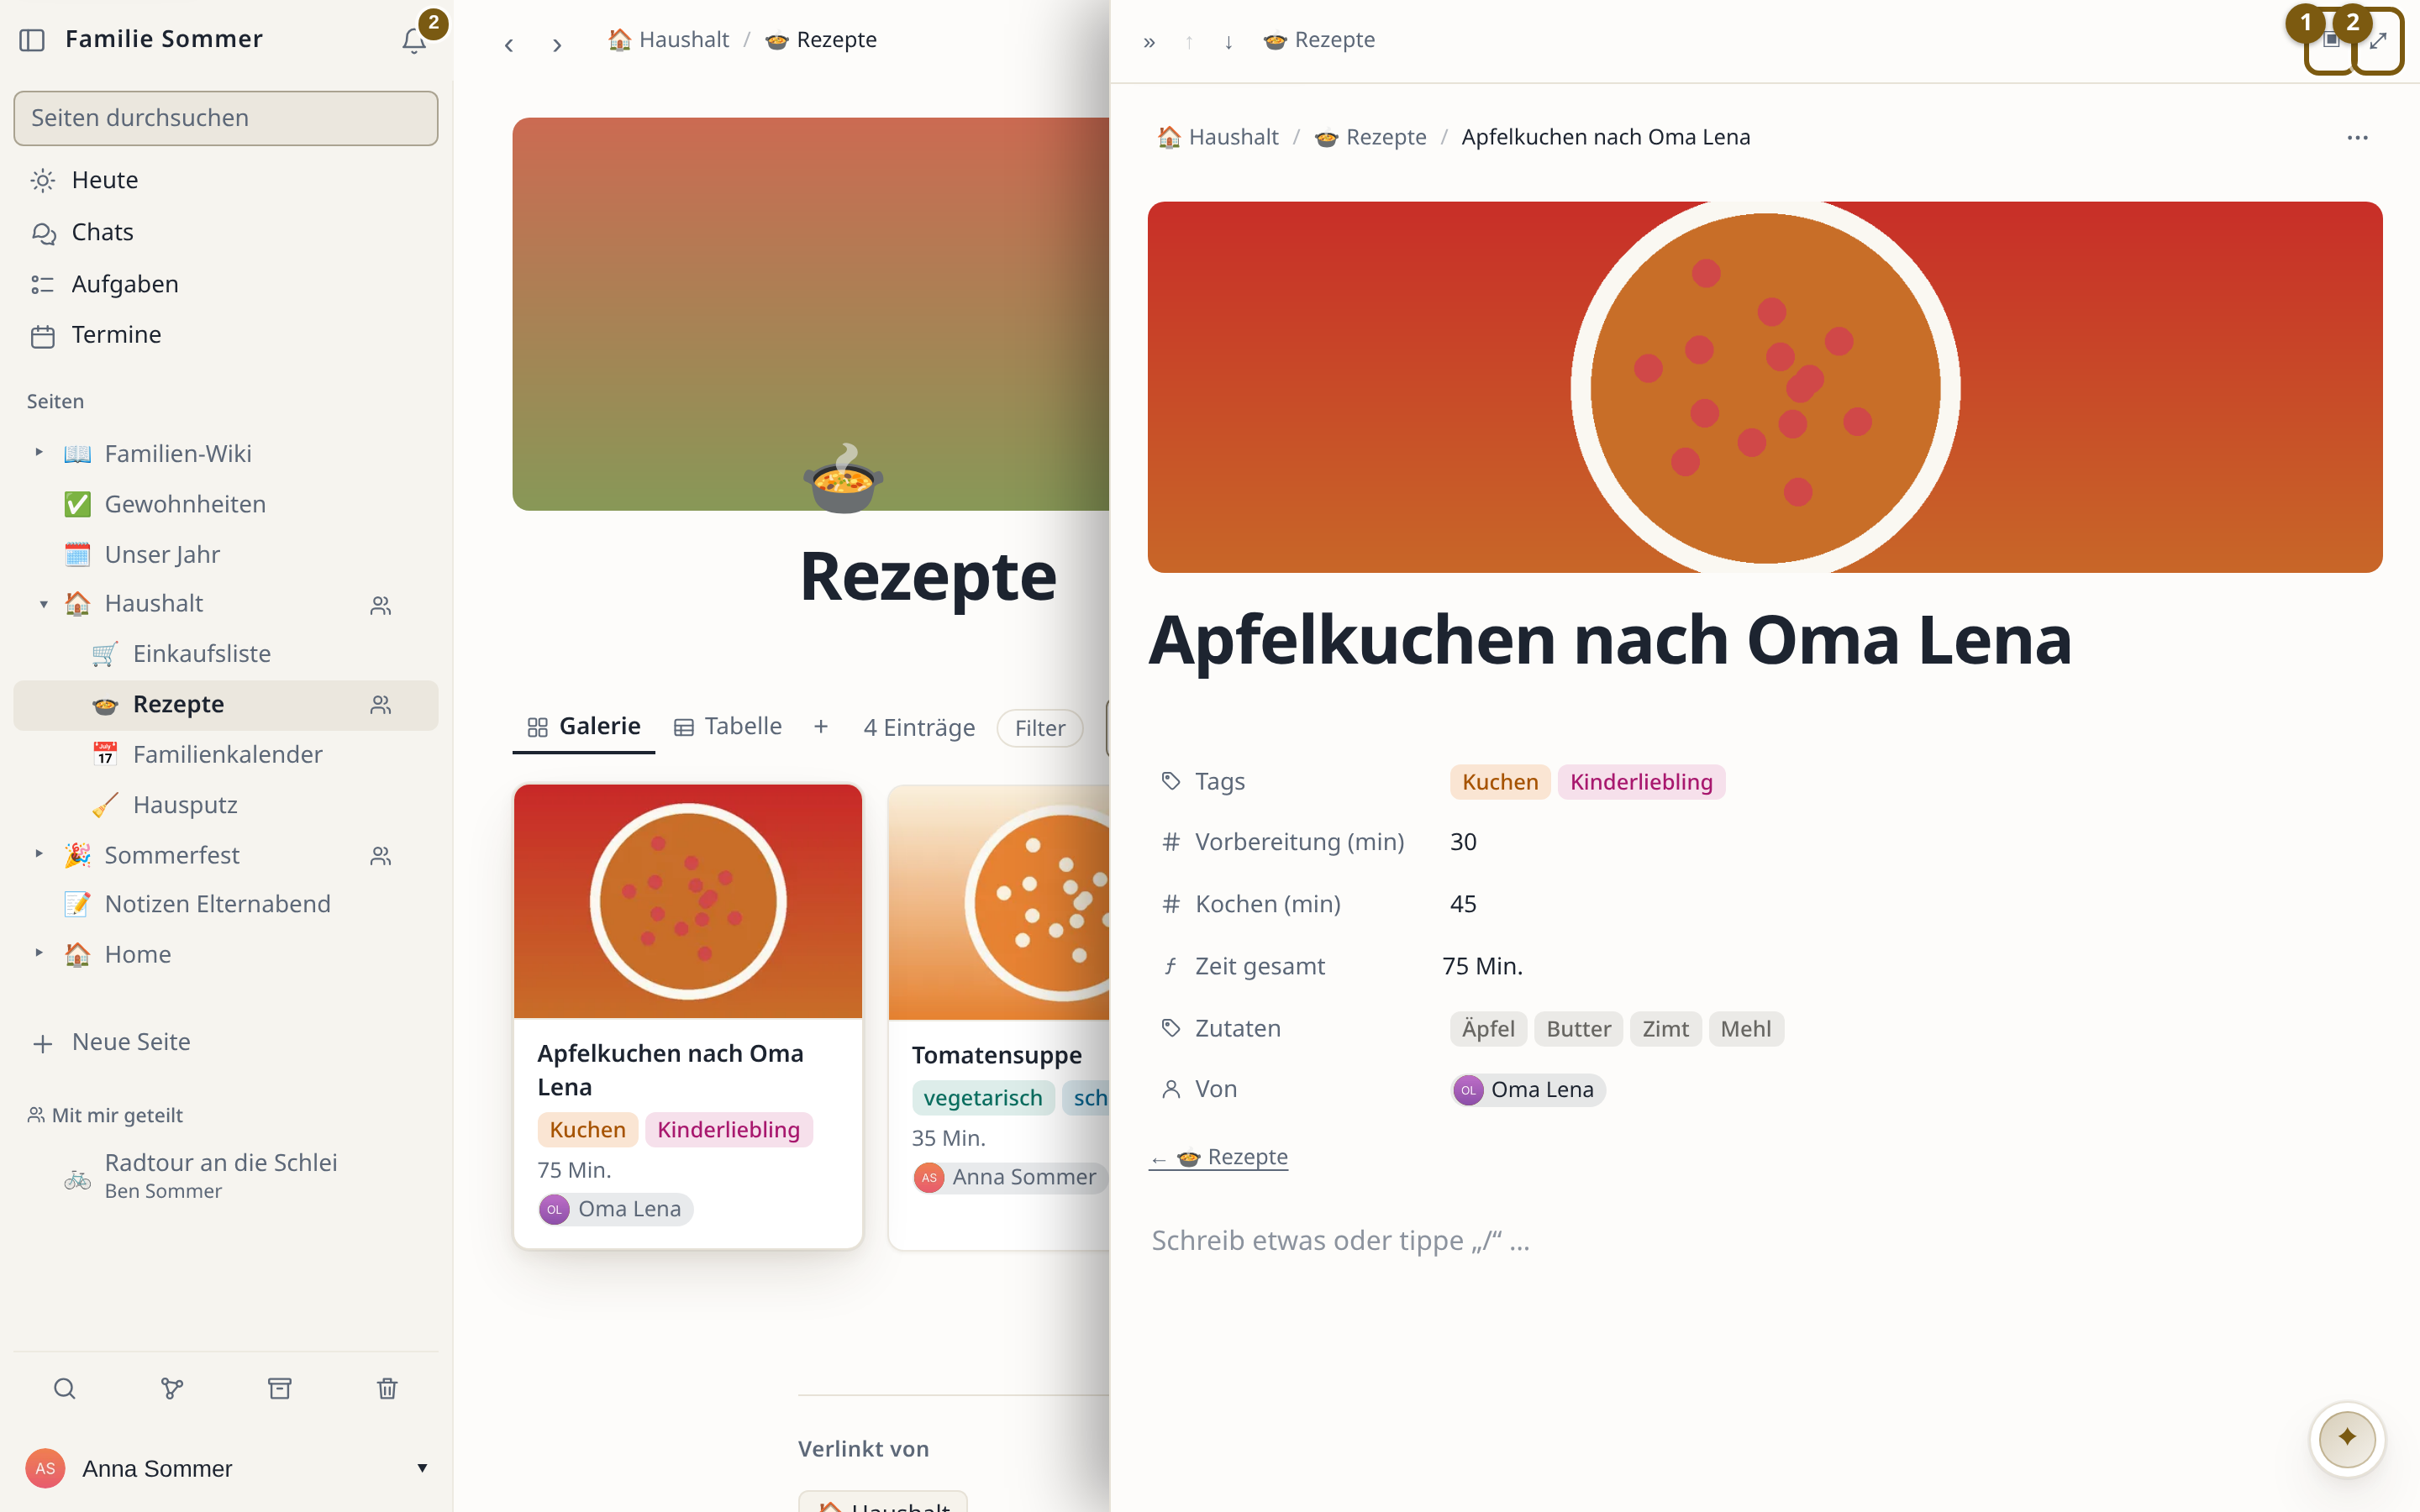 Familie Sommer
2
Seiten durchsuchen
Heute
Chats
Aufgaben
Termine
Seiten
Familien-Wiki
Gewohnheiten
Unser Jahr
Haushalt
Einkaufsliste
Rezepte
Familienkalender
Hausputz
Sommerfest
Notizen Elternabend
Home
Neue Seite
Mit mir geteilt
Radtour an die Schlei
Ben Sommer
AS Anna Sommer
Haushalt / Rezepte
Rezepte
Galerie Tabelle + 4 Einträge Filter
Apfelkuchen nach Oma
Lena
Kuchen Kinderliebling
75 Min.
OL Oma Lena
Tomatensuppe
vegetarisch sch
35 Min.
AS Anna Sommer
Verlinkt von
Haushalt
» ↑ ↓ Rezepte
1 2
Haushalt / Rezepte / Apfelkuchen nach Oma Lena
Apfelkuchen nach Oma Lena
Tags Kuchen Kinderliebling
Vorbereitung (min) 30
Kochen (min) 45
Zeit gesamt 75 Min.
Zutaten Äpfel Butter Zimt Mehl
Von OL Oma Lena
← Rezepte
Schreib etwas oder tippe „/“ ...